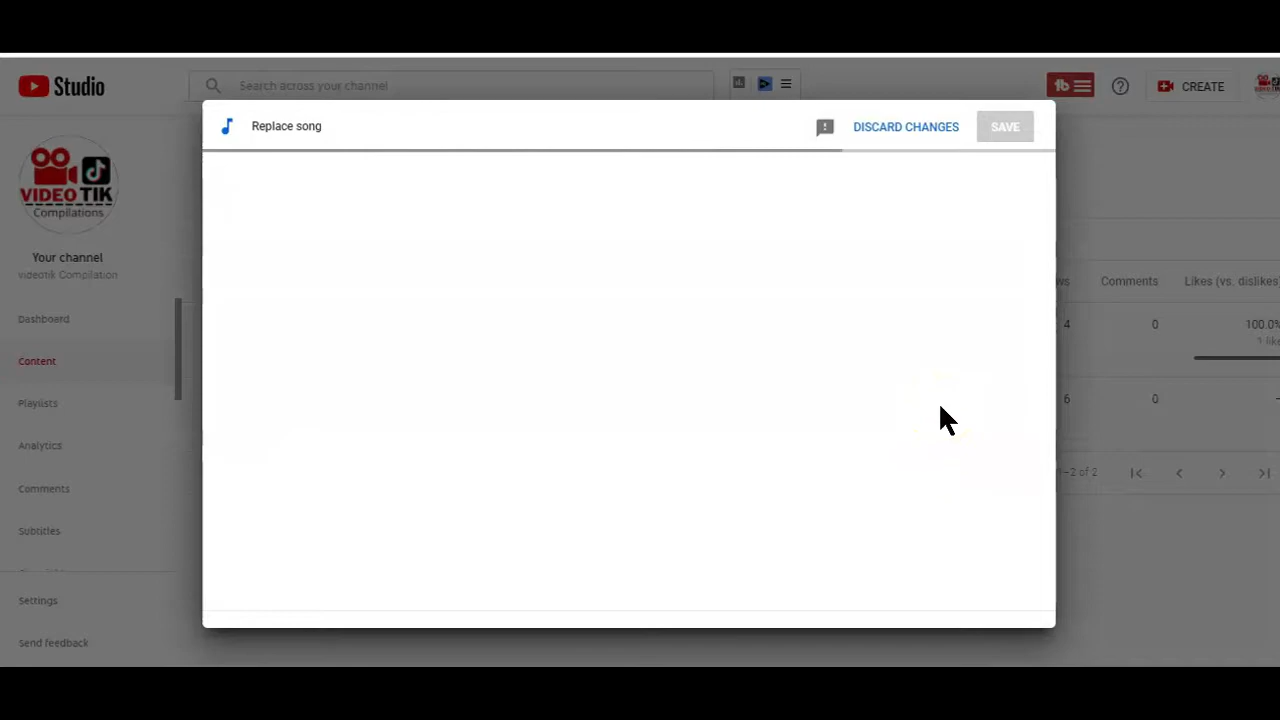 Studio
Search across your channel
CREATE
Replace song
DISCARD CHANGES
SAVE
VIDEO TIK
Compilations
Your channel
videotik Compilation
Dashboard
Content
Playlists
Analytics
Comments
Subtitles
Settings
Send feedback
Comments
Likes (vs. dislikes)
4
0
100.0%
1 like
6
0
1–2 of 2